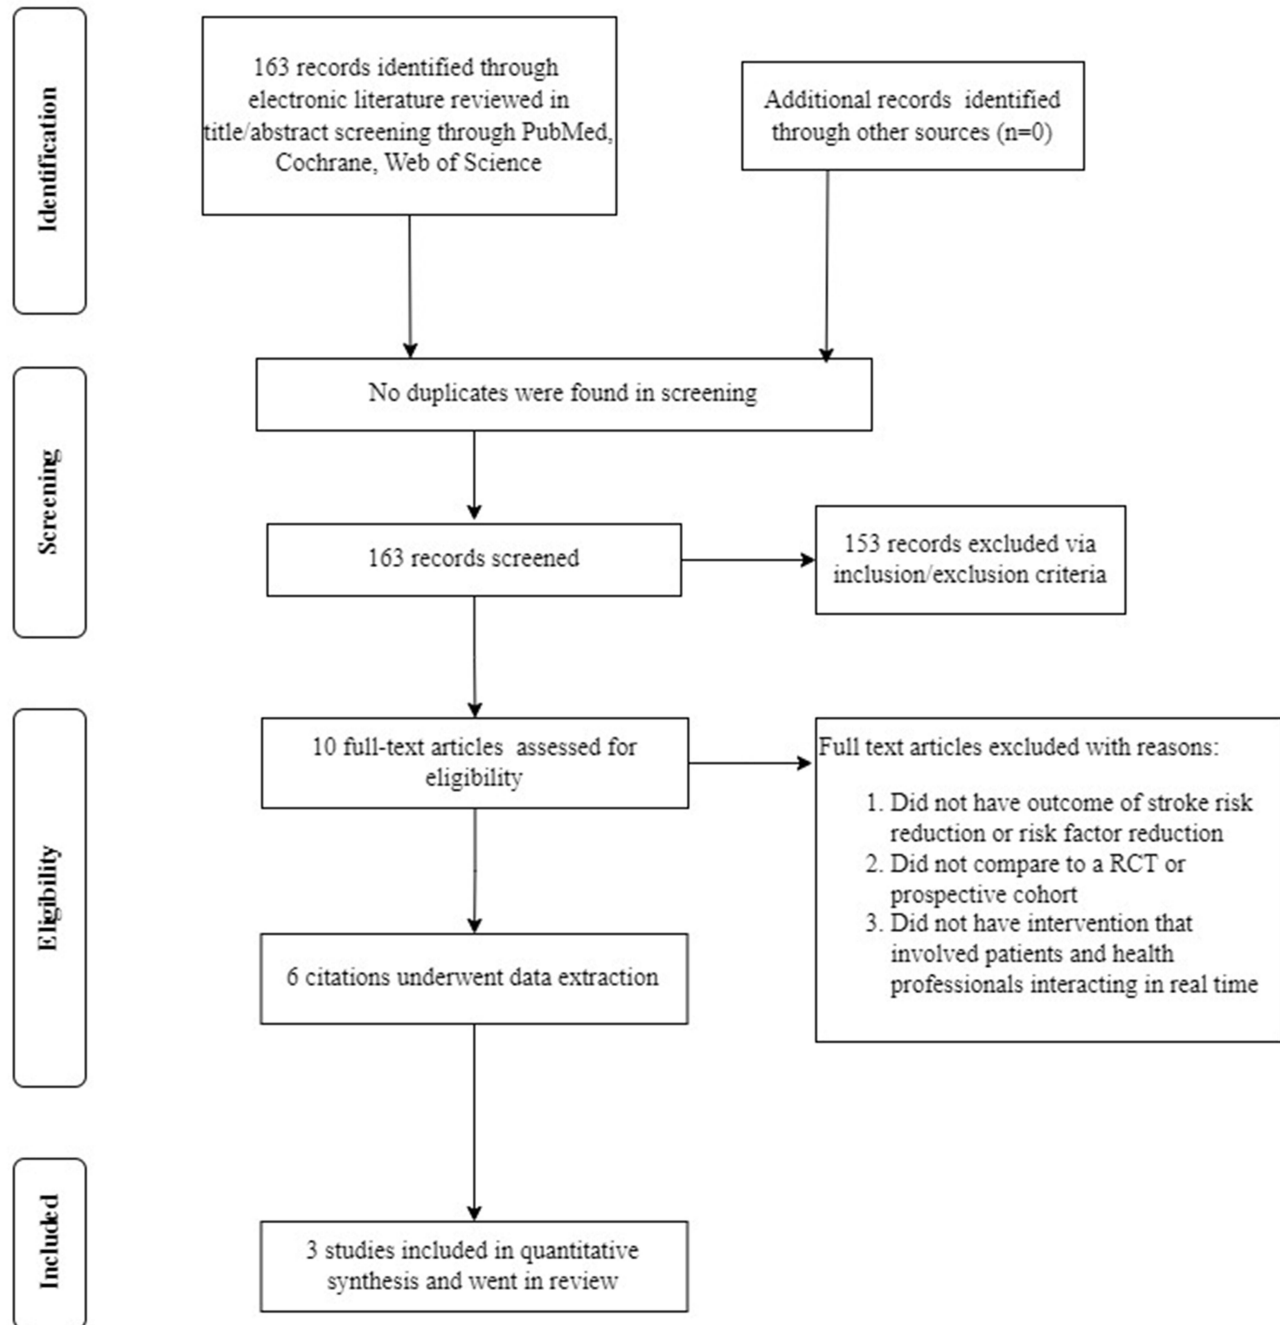 Identification
163 records identified through
electronic literature reviewed in
title/abstract screening through PubMed,
Cochrane, Web of Science
Additional records identified
through other sources (n=0)
Screening
No duplicates were found in screening
163 records screened
153 records excluded via
inclusion/exclusion criteria
Eligibility
10 full-text articles assessed for
eligibility
Full text articles excluded with reasons:
1. Did not have outcome of stroke risk
reduction or risk factor reduction
2. Did not compare to a RCT or
prospective cohort
3. Did not have intervention that
involved patients and health
professionals interacting in real time
6 citations underwent data extraction
Included
3 studies included in quantitative
synthesis and went in review